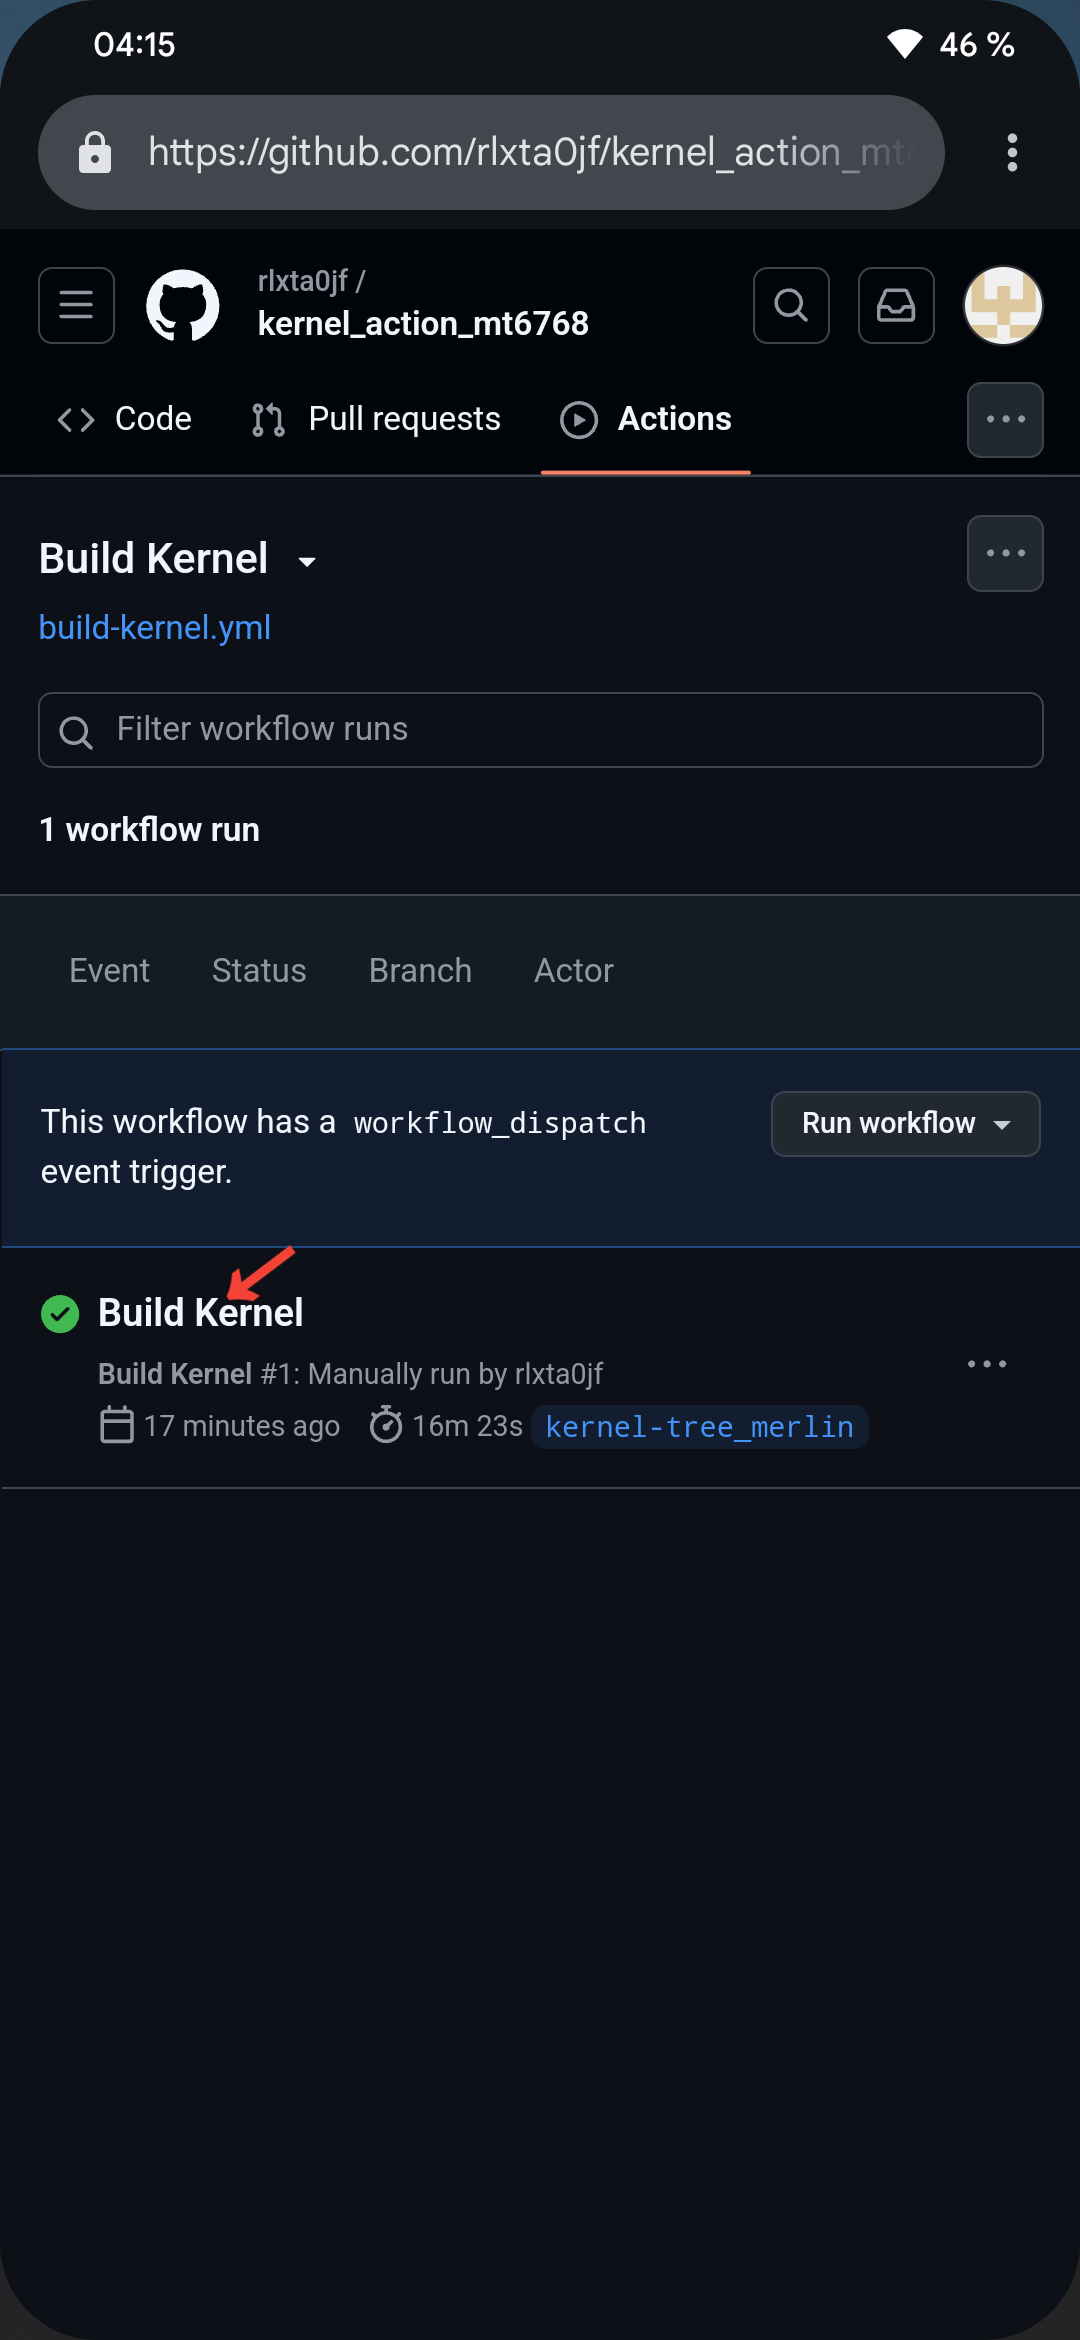 04:15
46 %
https://github.com/rlxta0jf/kernel_action_mt
rlxta0jf /
kernel_action_mt6768
Code
Pull requests
Actions
Build Kernel
build-kernel.yml
Filter workflow runs
1 workflow run
Event Status Branch Actor
This workflow has a workflow_dispatch
event trigger.
Run workflow
Build Kernel
Build Kernel #1: Manually run by rlxta0jf
17 minutes ago 16m 23s kernel-tree_merlin